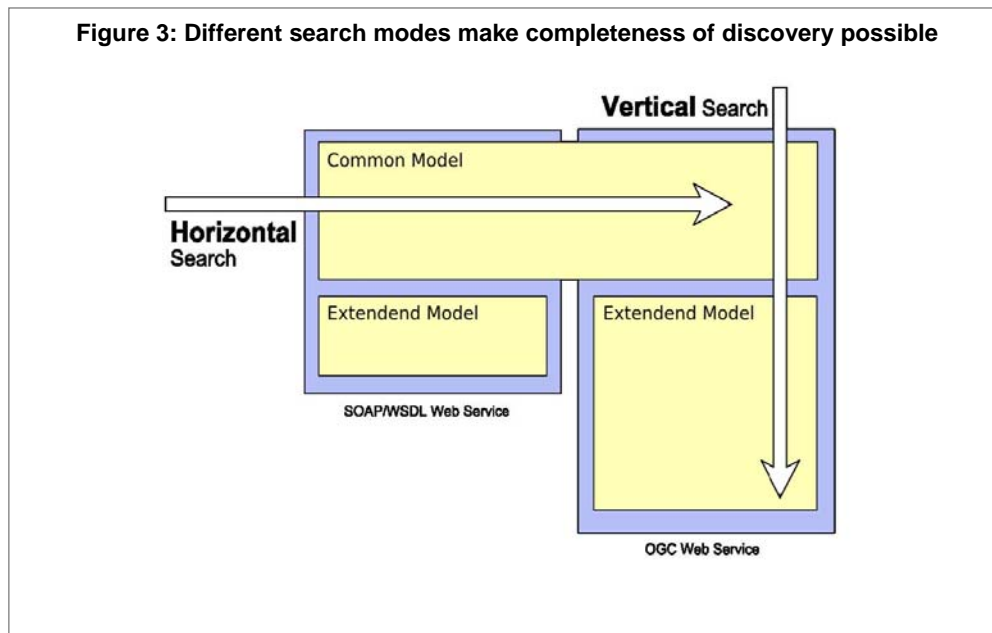 Figure 3: Different search modes make completeness of discovery possible
Vertical Search
Common Model
Horizontal
Search
Extendend Model
Extendend Model
SOAP/WSDL Web Service
OGC Web Service